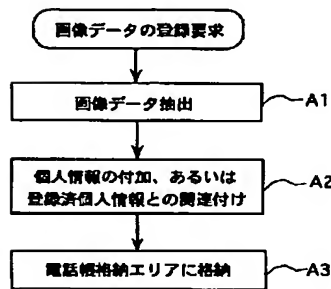 画像データの登録要求
画像データ抽出
A1
個人情報の付加、あるいは
登録済個人情報との関連付け
A2
電話帳格納エリアに格納
A3